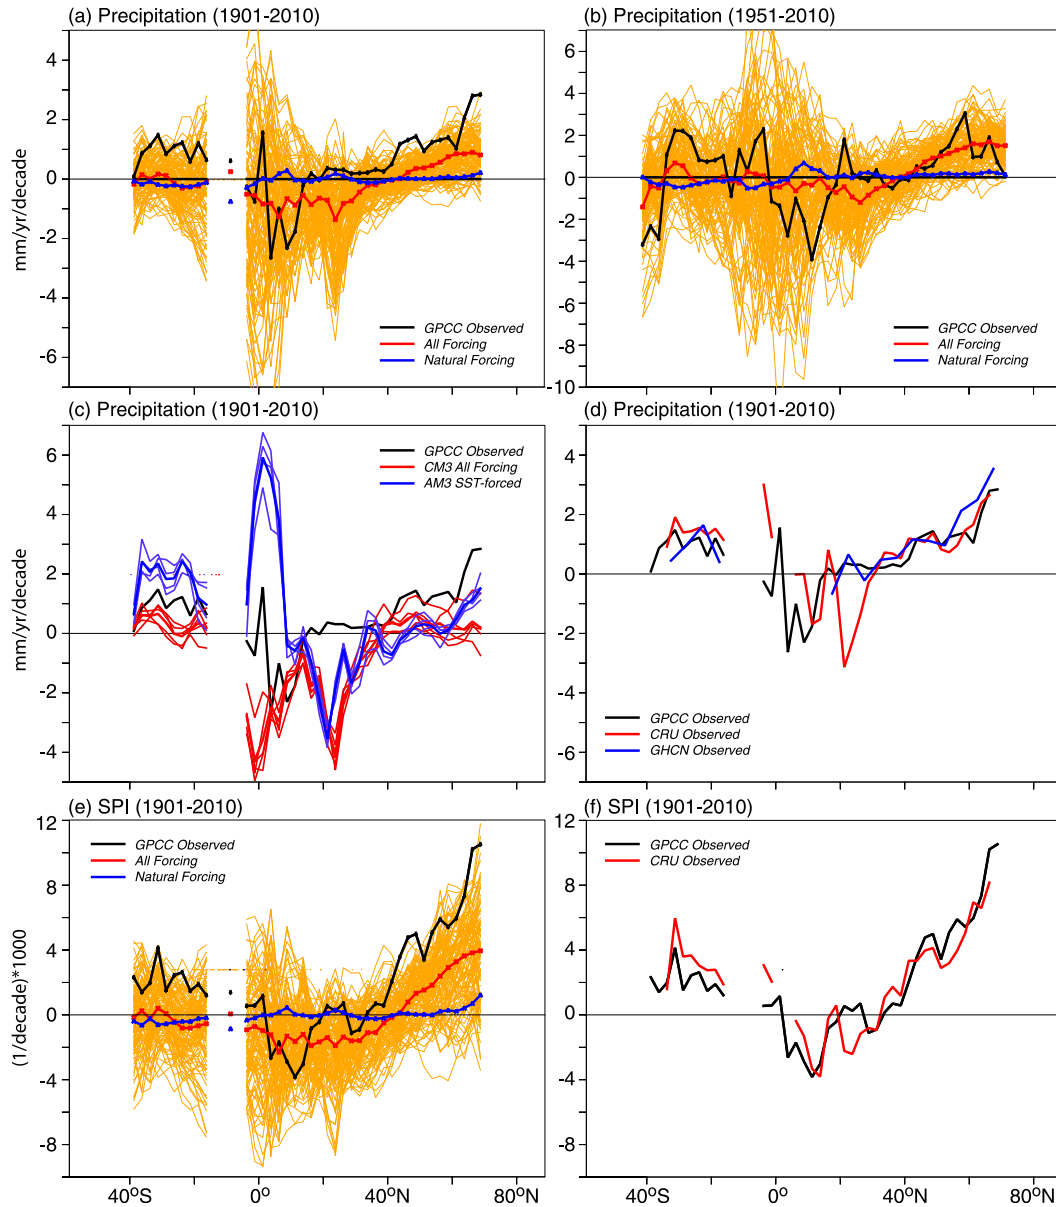 (a) Precipitation (1901-2010)
(b) Precipitation (1951-2010)
mm/yr/decade
4
2
0
-2
-4
-6
GPCC Observed
All Forcing
Natural Forcing
6
4
2
0
-2
-4
-6
-8
-10
GPCC Observed
All Forcing
Natural Forcing
(c) Precipitation (1901-2010)
(d) Precipitation (1901-2010)
mm/yr/decade
6
4
2
0
-2
-4
GPCC Observed
CM3 All Forcing
AM3 SST-forced
4
2
0
-2
-4
-6
GPCC Observed
CRU Observed
GHCN Observed
(e) SPI (1901-2010)
(f) SPI (1901-2010)
(1/decade)*1000
12
8
4
0
-4
-8
GPCC Observed
All Forcing
Natural Forcing
12
8
4
0
-4
-8
GPCC Observed
CRU Observed
40°S 0° 40°N 80°N
40°S 0° 40°N 80°N